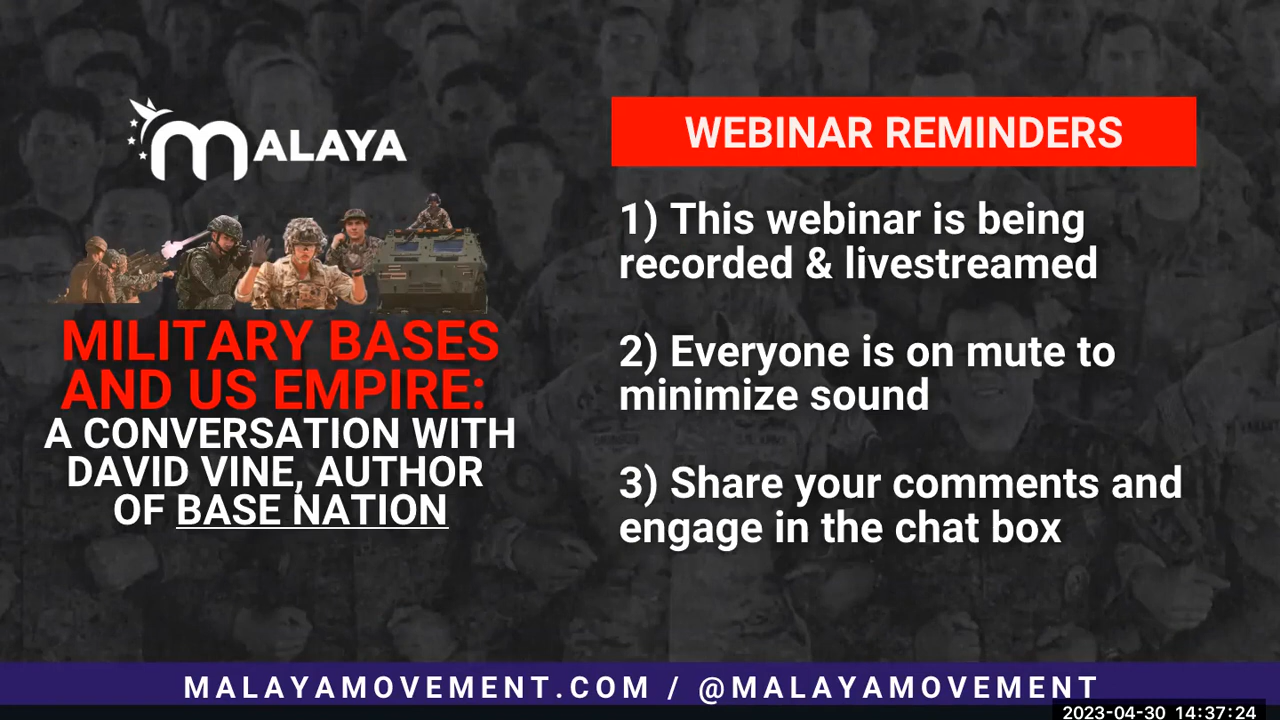 MALAYA
MILITARY BASES
AND US EMPIRE:
A CONVERSATION WITH
DAVID VINE, AUTHOR
OF BASE NATION
WEBINAR REMINDERS
1) This webinar is being
recorded & livestreamed
2) Everyone is on mute to
minimize sound
3) Share your comments and
engage in the chat box
MALAYAMOVEMENT.COM / @MALAYAMOVEMENT
2023-04-30 14:37:24